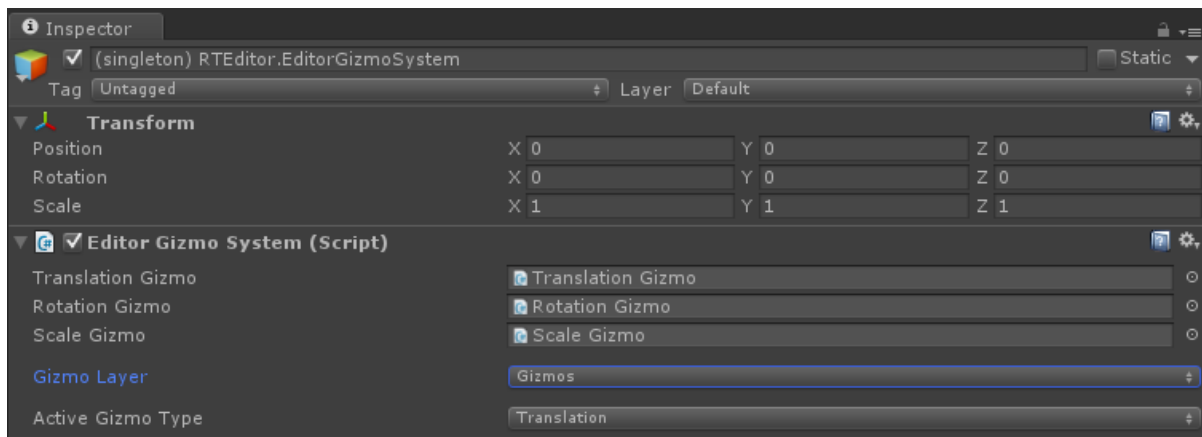 Inspector
(singleton) RTEditor.EditorGizmoSystem Static
Tag Untagged Layer Default
Transform
Position X 0 Y 0 Z 0
Rotation X 0 Y 0 Z 0
Scale X 1 Y 1 Z 1
Editor Gizmo System (Script)
Translation Gizmo Translation Gizmo
Rotation Gizmo Rotation Gizmo
Scale Gizmo Scale Gizmo
Gizmo Layer Gizmos
Active Gizmo Type Translation